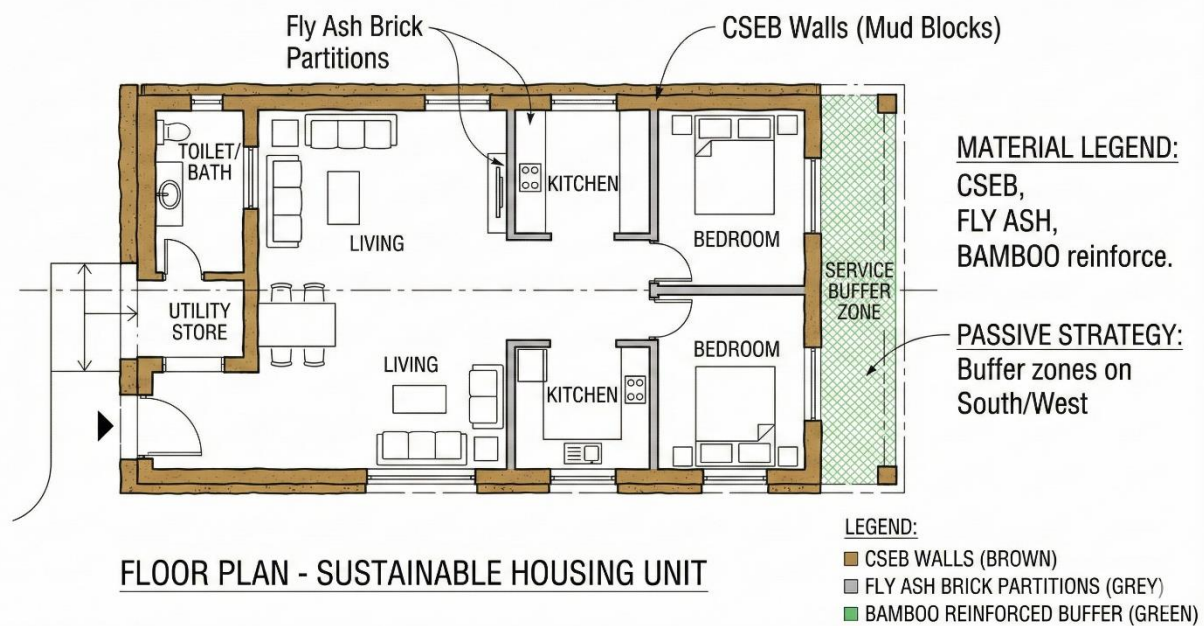 Fly Ash Brick
Partitions
CSEB Walls (Mud Blocks)
TOILET/
BATH
LIVING
KITCHEN
BEDROOM
UTILITY
STORE
LIVING
KITCHEN
BEDROOM
SERVICE
BUFFER
ZONE
MATERIAL LEGEND:
CSEB,
FLY ASH,
BAMBOO reinforce.
PASSIVE STRATEGY:
Buffer zones on
South/West
FLOOR PLAN - SUSTAINABLE HOUSING UNIT
LEGEND:
CSEB WALLS (BROWN)
FLY ASH BRICK PARTITIONS (GREY)
BAMBOO REINFORCED BUFFER (GREEN)